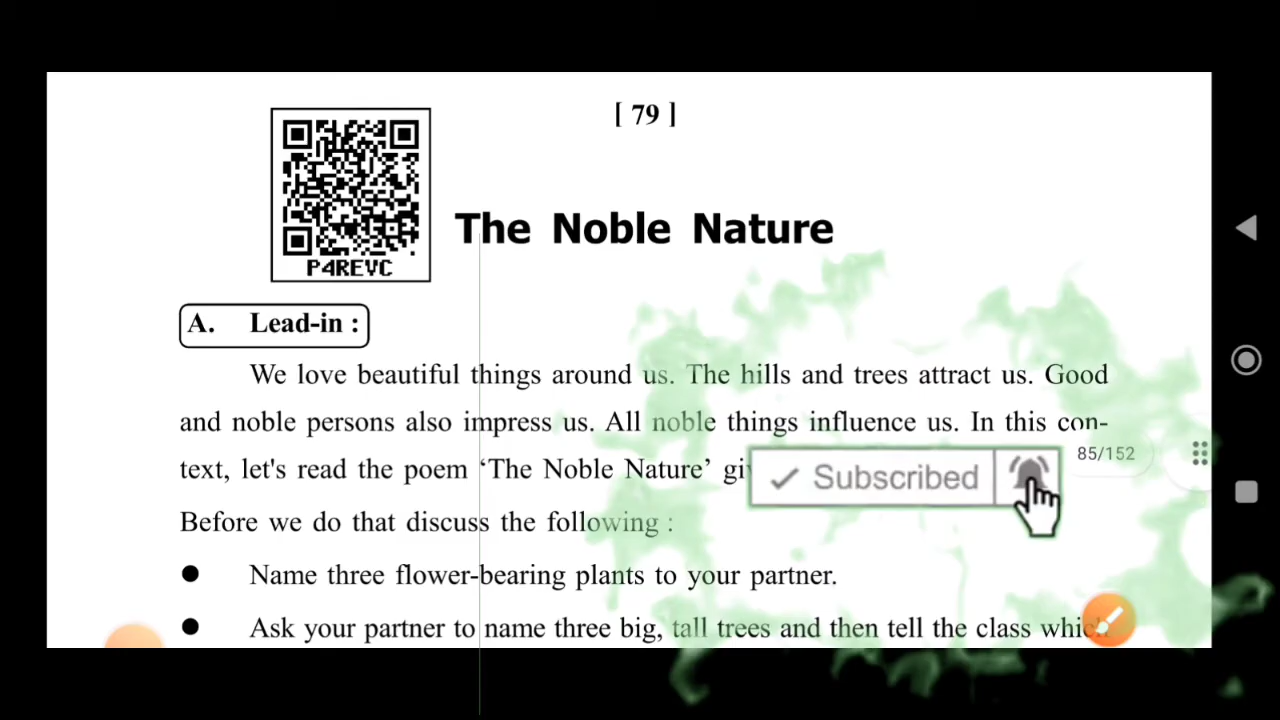 [ 79 ]
P4REVC
The Noble Nature
A. Lead-in :
We love beautiful things around us. The hills and trees attract us. Good
and noble persons also impress us. All noble things influence us. In this con-
85/152
text, let's read the poem ‘The Noble Nature’
Subscribed
Before we do that discuss the following :
● Name three flower-bearing plants to your partner.
● Ask your partner to name three big, tall trees and then tell the class which